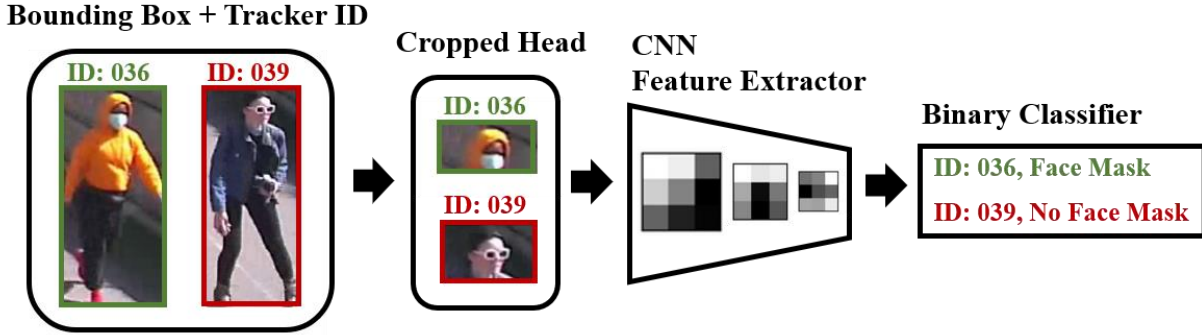 Bounding Box + Tracker ID
ID: 036
ID: 039
Cropped Head
ID: 036
ID: 039
CNN
Feature Extractor
Binary Classifier
ID: 036, Face Mask
ID: 039, No Face Mask